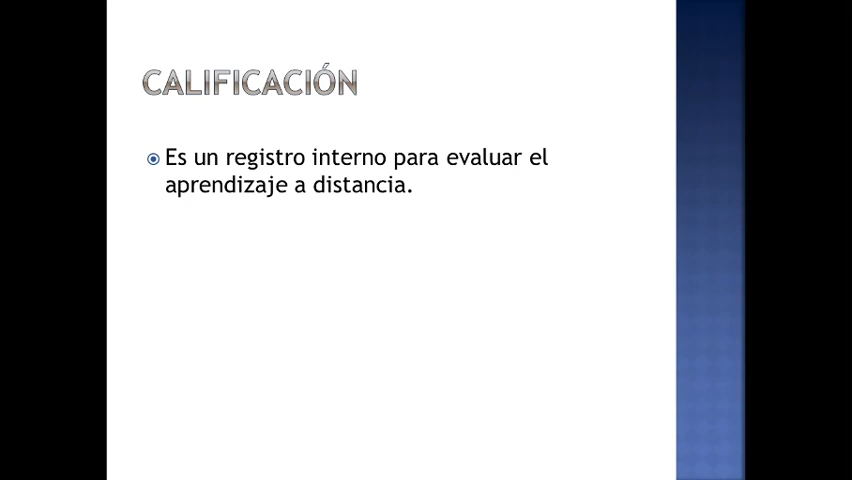 CALIFICACIÓN
Es un registro interno para evaluar el
aprendizaje a distancia.